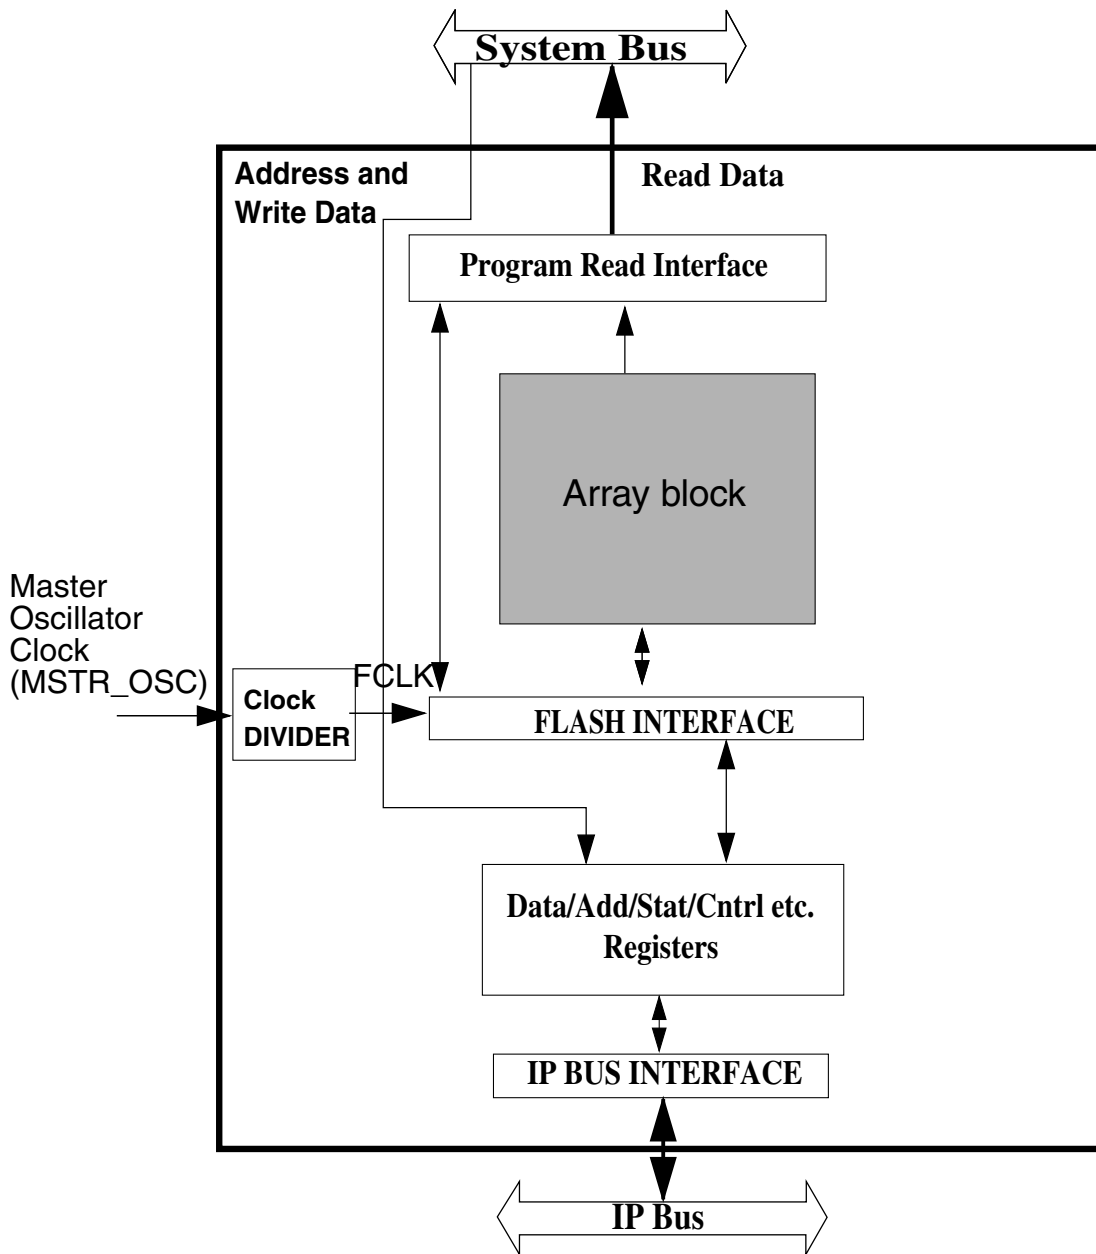 System Bus
Address and
Write Data
Read Data
Program Read Interface
Array block
Master
Oscillator
Clock
(MSTR_OSC)
FCLK
Clock
DIVIDER
FLASH INTERFACE
Data/Add/Stat/Cntrl etc.
Registers
IP BUS INTERFACE
IP Bus